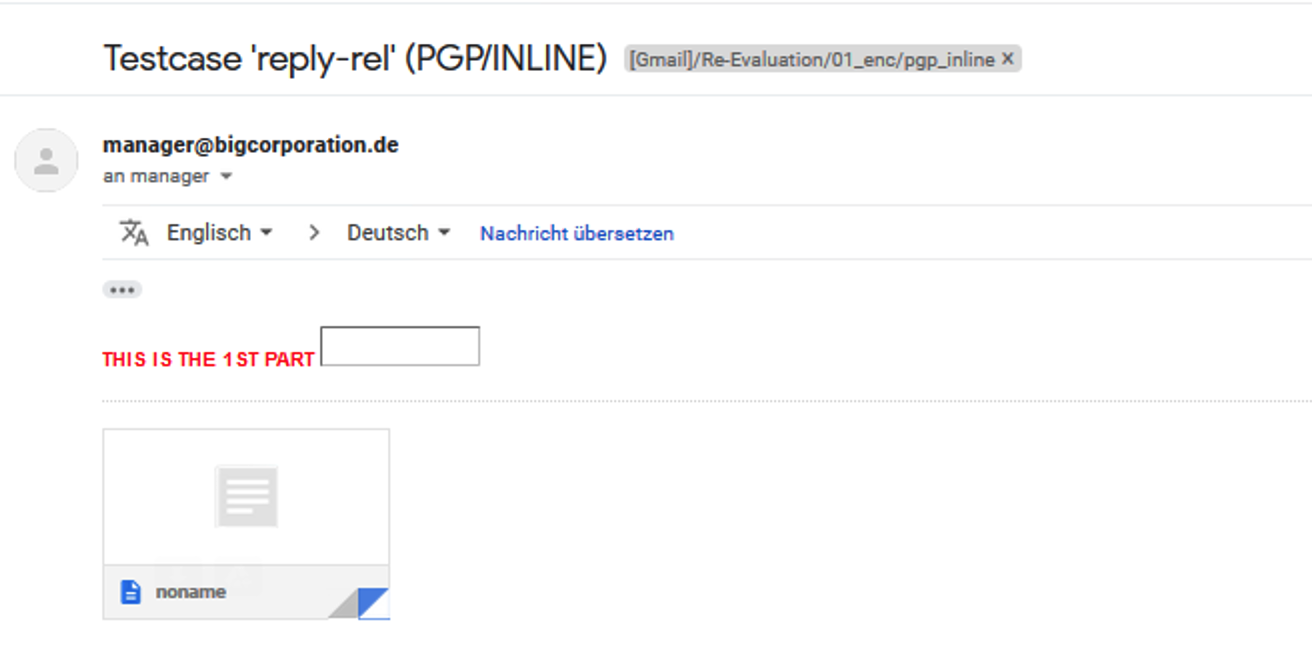 Testcase 'reply-rel' (PGP/INLINE) [Gmail]/Re-Evaluation/01_enc/pgp_inline ×
manager@bigcorporation.de
an manager
Englisch > Deutsch Nachricht übersetzen
•••
THIS IS THE 1ST PART
noname